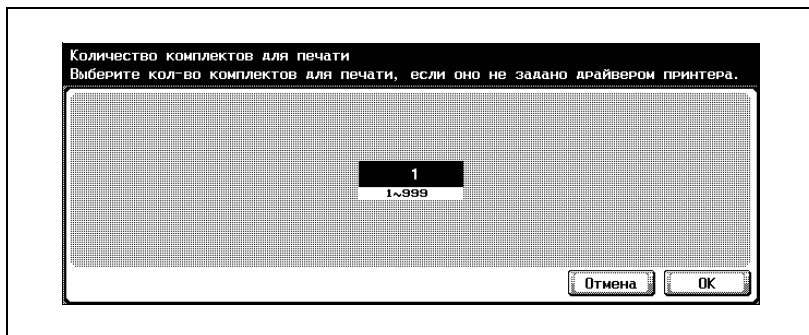 Количество комплектов для печати
Выберите кол-во комплектов для печати, если оно не задано драйвером принтера.
1
1~999
Отмена
OK